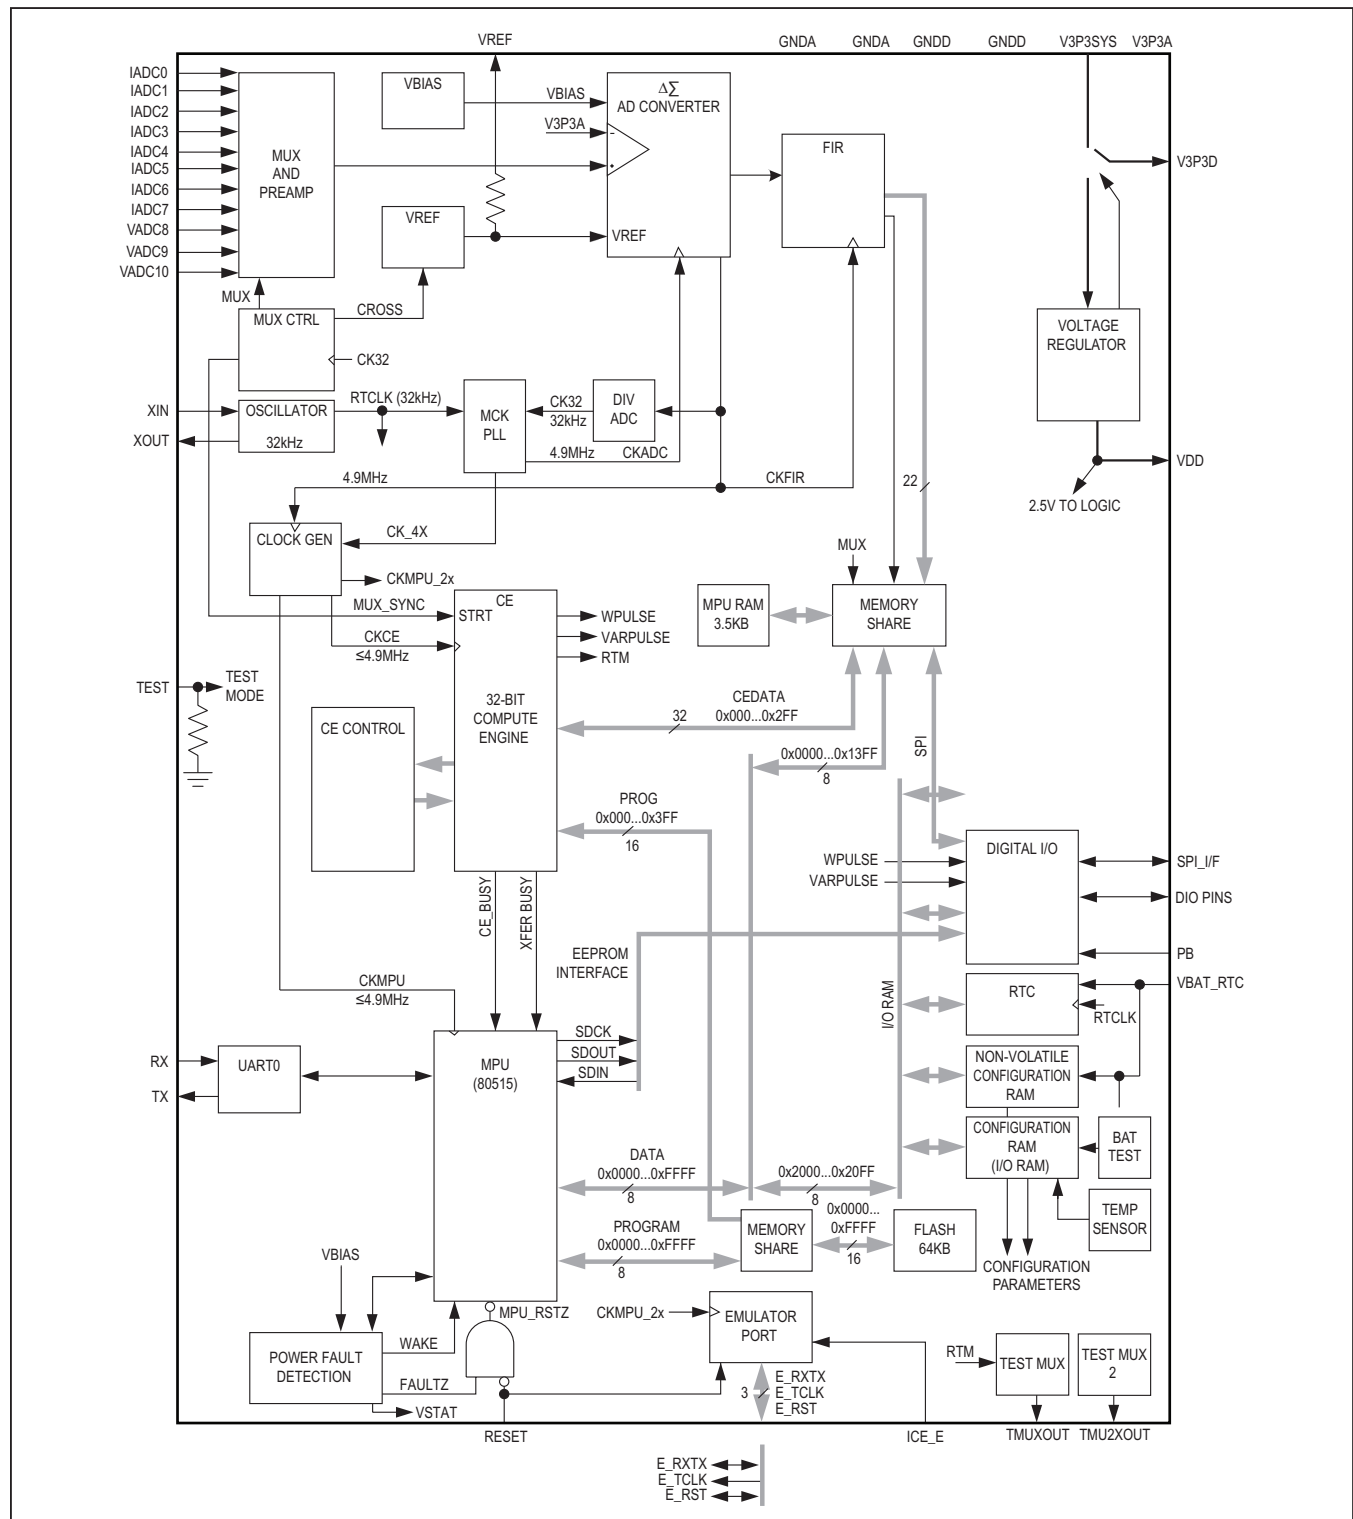 VREF
GNDA
GNDA
GNDD
GNDD
V3P3SYS
V3P3A
IADC0
IADC1
IADC2
IADC3
IADC4
IADC5
IADC6
IADC7
VADC8
VADC9
VADC10
MUX
AND
PREAMP
VBIAS
VBIAS
V3P3A
ΔΣ
AD CONVERTER
-
+
VREF
VREF
FIR
V3P3D
MUX
MUX CTRL
CROSS
CK32
VOLTAGE
REGULATOR
XIN
XOUT
OSCILLATOR
32kHz
RTCLK (32kHz)
MCK
PLL
CK32
32kHz
DIV
ADC
4.9MHz
CKADC
4.9MHz
CKFIR
22
VDD
2.5V TO LOGIC
CLOCK GEN
CK_4X
CKMPU_2x
MUX_SYNC
CKCE
≤4.9MHz
CE
STRT
32-BIT
COMPUTE
ENGINE
WPULSE
VARPULSE
RTM
MUX
MPU RAM
3.5KB
MEMORY
SHARE
TEST
TEST
MODE
CE CONTROL
CEDATA
0x000...0x2FF
32
0x0000...0x13FF
8
SPI
PROG
0x000...0x3FF
16
I/O RAM
WPULSE
VARPULSE
DIGITAL I/O
SPI_I/F
DIO PINS
PB
VBAT_RTC
CE_BUSY
XFER BUSY
EEPROM
INTERFACE
CKMPU
≤4.9MHz
RTC
RTCLK
RX
TX
UART0
MPU
(80515)
SDCK
SDOUT
SDIN
NON-VOLATILE
CONFIGURATION
RAM
CONFIGURATION
RAM
(I/O RAM)
BAT
TEST
TEMP
SENSOR
DATA
0x0000...0xFFFF
8
0x2000...0x20FF
8
PROGRAM
0x0000...0xFFFF
8
MEMORY
SHARE
0x0000...
0xFFFF
16
FLASH
64KB
CONFIGURATION
PARAMETERS
VBIAS
POWER FAULT
DETECTION
WAKE
FAULTZ
VSTAT
MPU_RSTZ
CKMPU_2x
EMULATOR
PORT
3
E_RXTX
E_TCLK
E_RST
RTM
TEST MUX
TEST MUX
2
RESET
ICE_E
TMUXOUT
TMU2XOUT
E_RXTX
E_TCLK
E_RST